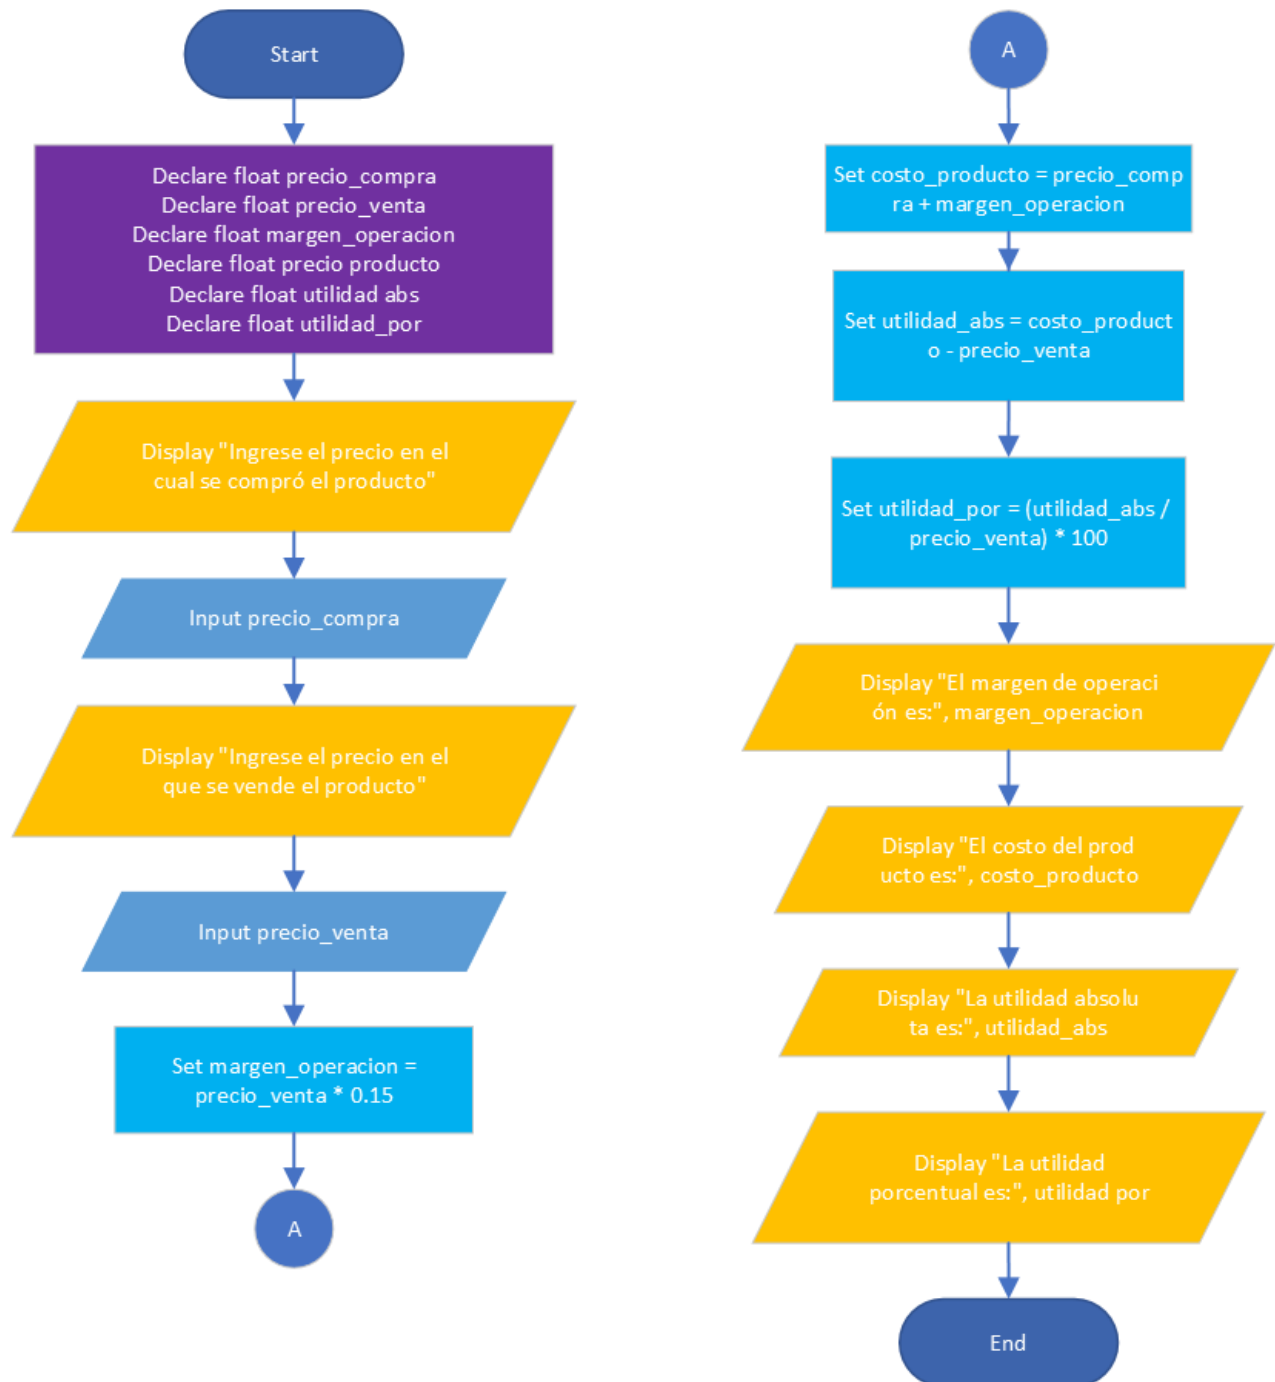 Start
Declare float precio_compra
Declare float precio_venta
Declare float margen_operacion
Declare float precio producto
Declare float utilidad abs
Declare float utilidad_por
Display "Ingrese el precio en el
cual se compró el producto"
Input precio_compra
Display "Ingrese el precio en el
que se vende el producto"
Input precio_venta
Set margen_operacion =
precio_venta * 0.15
A
A
Set costo_producto = precio_comp
ra + margen_operacion
Set utilidad_abs = costo_product
o - precio_venta
Set utilidad_por = (utilidad_abs /
precio_venta) * 100
Display "El margen de operaci
ón es:", margen_operacion
Display "El costo del prod
ucto es:", costo_producto
Display "La utilidad absolu
ta es:", utilidad_abs
Display "La utilidad
porcentual es:", utilidad por
End